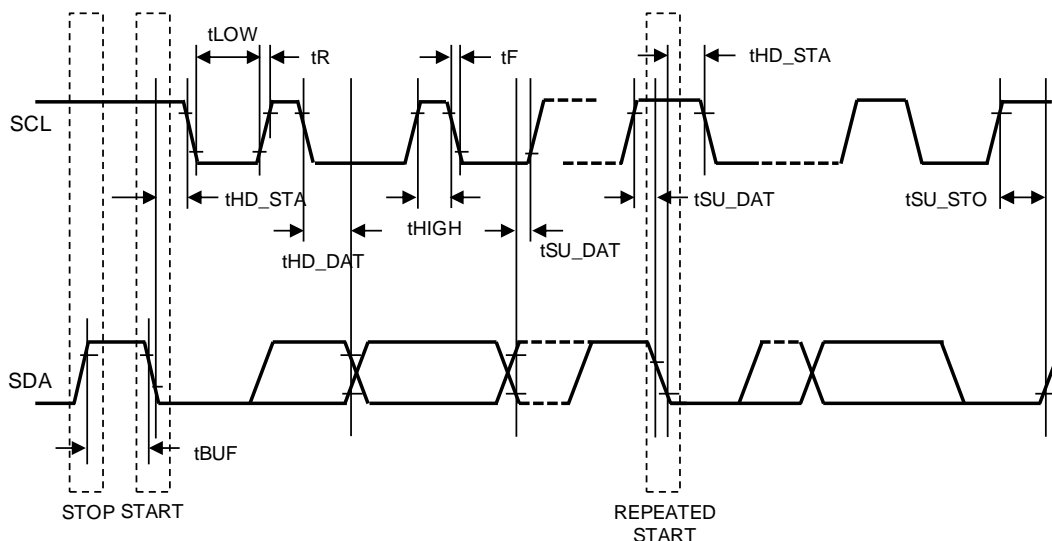 tLOW
tR
tF
tHD_STA
SCL
tHD_STA
tHIGH
tHD_DAT
tSU_DAT
tSU_DAT
tSU_STO
SDA
tBUF
STOP
START
REPEATED
START